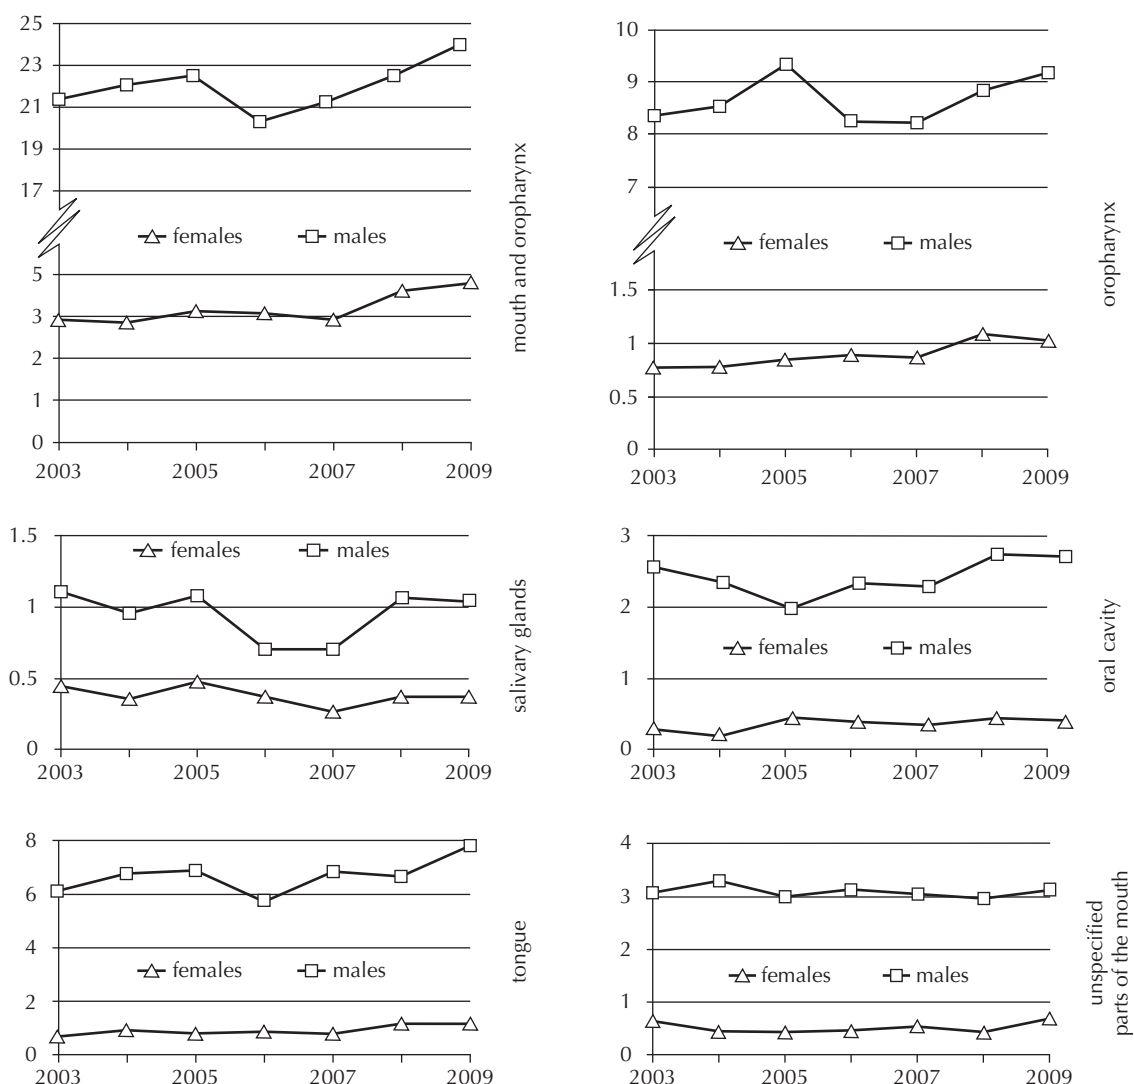 25
23
21
19
17
females males
5
3
2
1
0
2003 2005 2007 2009
mouth and oropharynx
10
9
8
7
females males
1.5
1
0.5
0
2003 2005 2007 2009
oropharynx
1.5
females males
1
0.5
0
2003 2005 2007 2009
salivary glands
3
2
females males
1
0
2003 2005 2007 2009
oral cavity
8
6
4
females males
2
0
2003 2005 2007 2009
tongue
4
3
2
females males
1
0
2003 2005 2007 2009
unspecified
parts of the mouth